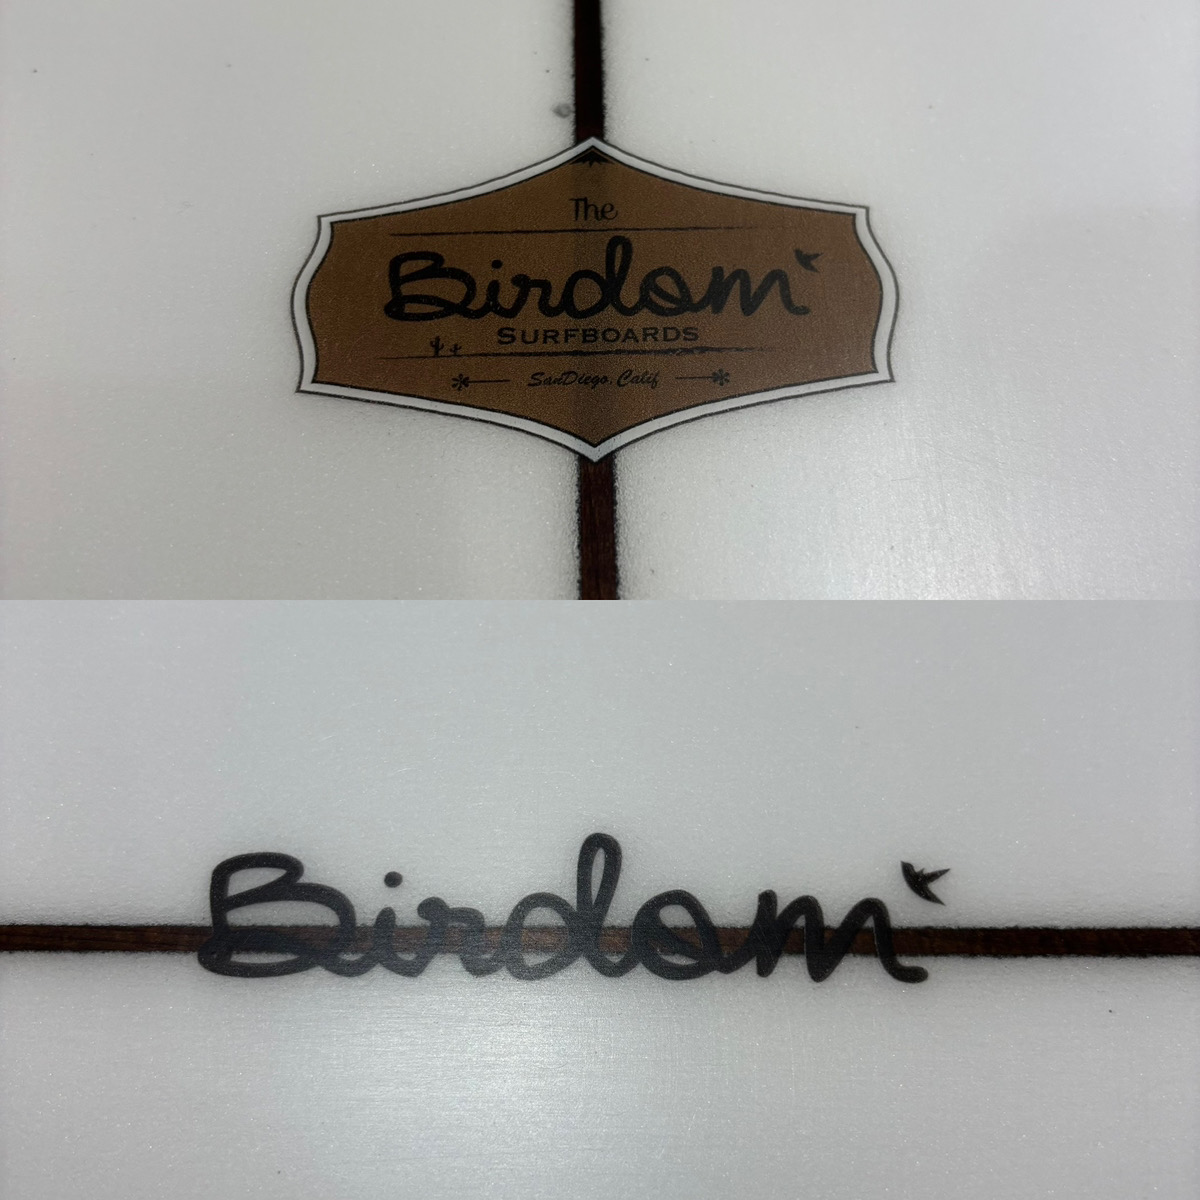 The
Birdom
SURFBOARDS
SanDiego, Calif
Birdom